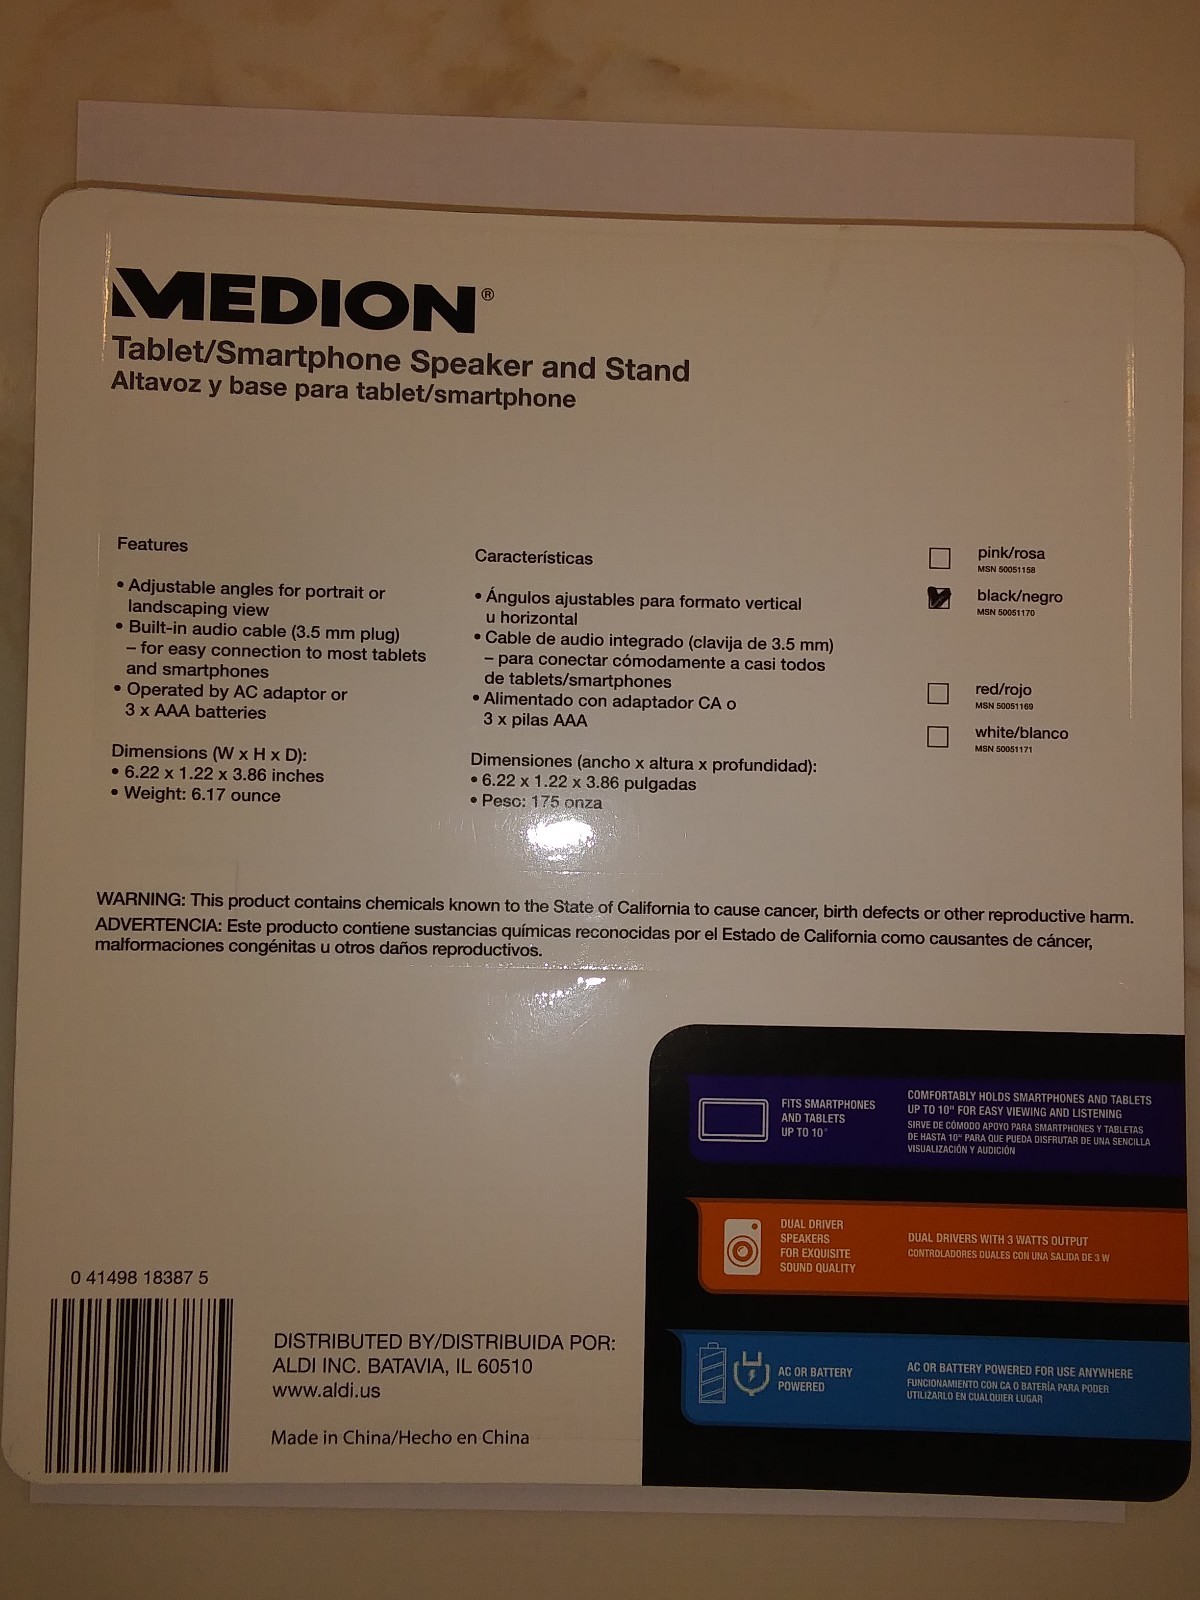 MEDION®
Tablet/Smartphone Speaker and Stand
Altavoz y base para tablet/smartphone
Features
• Adjustable angles for portrait or
landscaping view
• Built-in audio cable (3.5 mm plug)
– for easy connection to most tablets
and smartphones
• Operated by AC adaptor or
3 x AAA batteries
Dimensions (W x H x D):
• 6.22 x 1.22 x 3.86 inches
• Weight: 6.17 ounce
Características
• Ángulos ajustables para formato vertical
u horizontal
• Cable de audio integrado (clavija de 3.5 mm)
– para conectar cómodamente a casi todos
de tablets/smartphones
• Alimentado con adaptador CA o
3 x pilas AAA
Dimensiones (ancho x altura x profundidad):
• 6.22 x 1.22 x 3.86 pulgadas
• Peso: 175 onza
pink/rosa
MSN 50051158
black/negro
MSN 50051170
red/rojo
MSN 50051169
white/blanco
MSN 50051171
WARNING: This product contains chemicals known to the State of California to cause cancer, birth defects or other reproductive harm.
ADVERTENCIA: Este producto contiene sustancias químicas reconocidas por el Estado de California como causantes de cáncer,
malformaciones congénitas u otros daños reproductivos.
FITS SMARTPHONES
AND TABLETS
UP TO 10"
COMFORTABLY HOLDS SMARTPHONES AND TABLETS
UP TO 10" FOR EASY VIEWING AND LISTENING
SIRVE DE CÓMODO APOYO PARA SMARTPHONES Y TABLETAS
DE HASTA 10" PARA QUE PUEDA DISFRUTAR DE UNA SENCILLA
VISUALIZACIÓN Y AUDICIÓN
DUAL DRIVER
SPEAKERS
FOR EXQUISITE
SOUND QUALITY
DUAL DRIVERS WITH 3 WATTS OUTPUT
CONTROLADORES DUALES CON UNA SALIDA DE 3 W
AC OR BATTERY
POWERED
AC OR BATTERY POWERED FOR USE ANYWHERE
FUNCIONAMIENTO CON CA O BATERÍA PARA PODER
UTILIZARLO EN CUALQUIER LUGAR
0 41498 18387 5
DISTRIBUTED BY/DISTRIBUIDA POR:
ALDI INC. BATAVIA, IL 60510
www.aldi.us
Made in China/Hecho en China